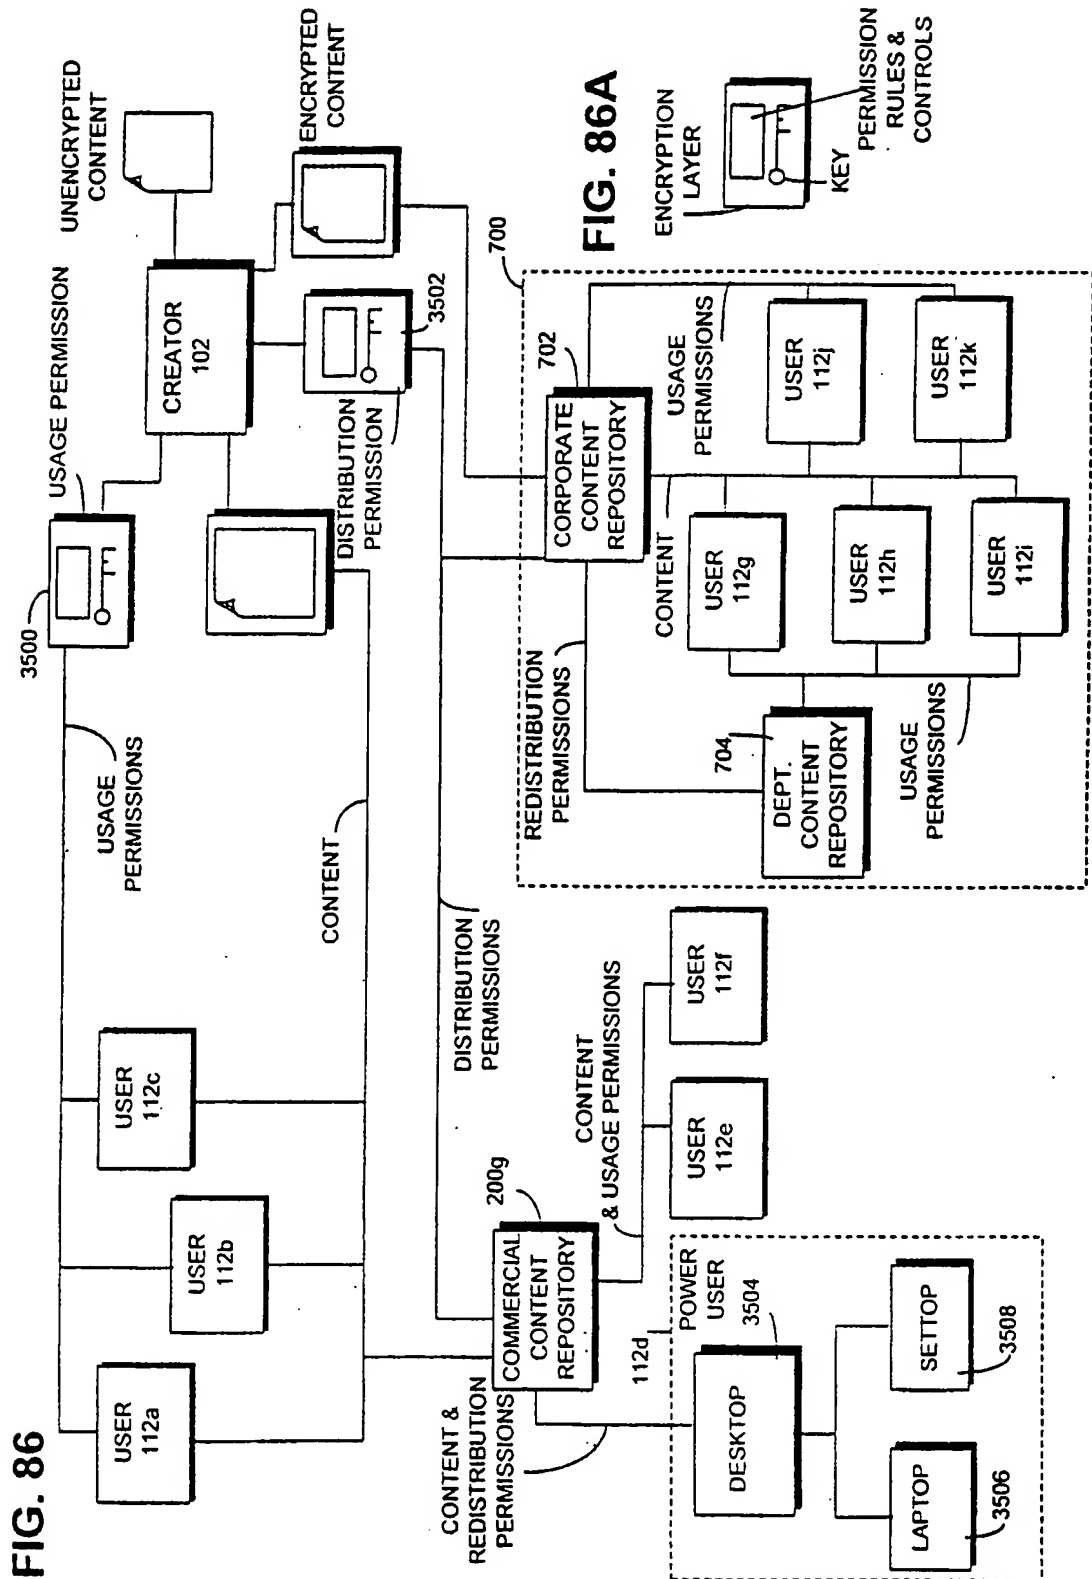 FIG. 86
USER
112a
USER
112b
USER
112c
USAGE
PERMISSIONS
3500
USAGE PERMISSION
CREATOR
102
UNENCRYPTED
CONTENT
ENCRYPTED
CONTENT
DISTRIBUTION
PERMISSION
3502
CONTENT
DISTRIBUTION
PERMISSIONS
COMMERCIAL
CONTENT
REPOSITORY
200g
CONTENT &
REDISTRIBUTION
PERMISSIONS
CONTENT
& USAGE PERMISSIONS
USER
112e
USER
112f
112d
POWER
USER
DESKTOP
3504
LAPTOP
3506
SETTOP
3508
700
CORPORATE
CONTENT
REPOSITORY
702
REDISTRIBUTION
PERMISSIONS
CONTENT
USAGE
PERMISSIONS
704
DEPT.
CONTENT
REPOSITORY
USER
112g
USER
112h
USER
112i
USER
112j
USER
112k
USAGE
PERMISSIONS
FIG. 86A
ENCRYPTION
LAYER
KEY
PERMISSION
RULES &
CONTROLS